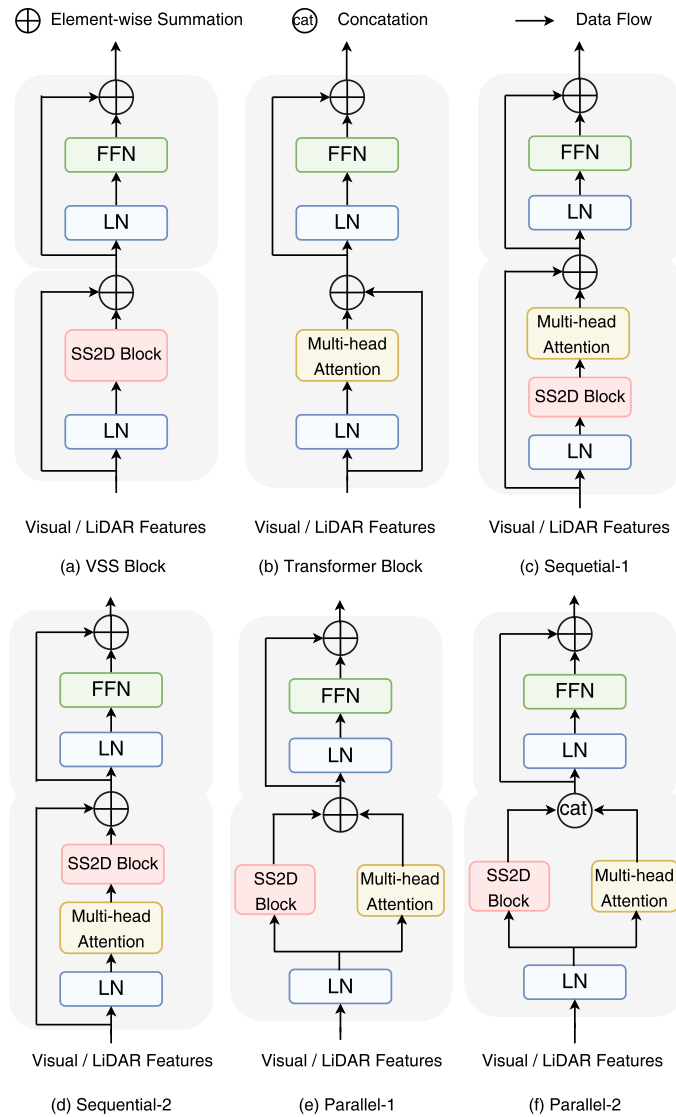 Element-wise Summation
cat Concatation
Data Flow
FFN
LN
SS2D Block
LN
Visual / LiDAR Features
(a) VSS Block
FFN
LN
Multi-head
Attention
LN
Visual / LiDAR Features
(b) Transformer Block
FFN
LN
Multi-head
Attention
SS2D Block
LN
Visual / LiDAR Features
(c) Sequetial-1
FFN
LN
SS2D Block
Multi-head
Attention
LN
Visual / LiDAR Features
(d) Sequential-2
FFN
LN
SS2D
Block
Multi-head
Attention
LN
Visual / LiDAR Features
(e) Parallel-1
FFN
LN
cat
SS2D
Block
Multi-head
Attention
LN
Visual / LiDAR Features
(f) Parallel-2